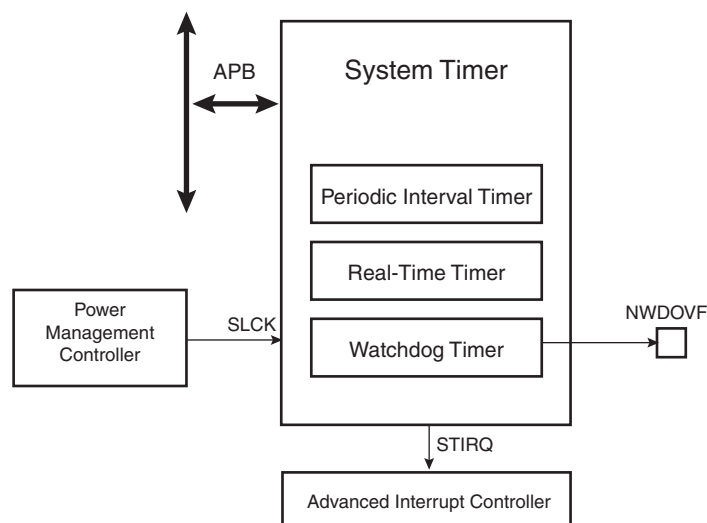 APB
System Timer
Periodic Interval Timer
Real-Time Timer
Power
Management
Controller
SLCK
Watchdog Timer
NWDOVF
STIRQ
Advanced Interrupt Controller